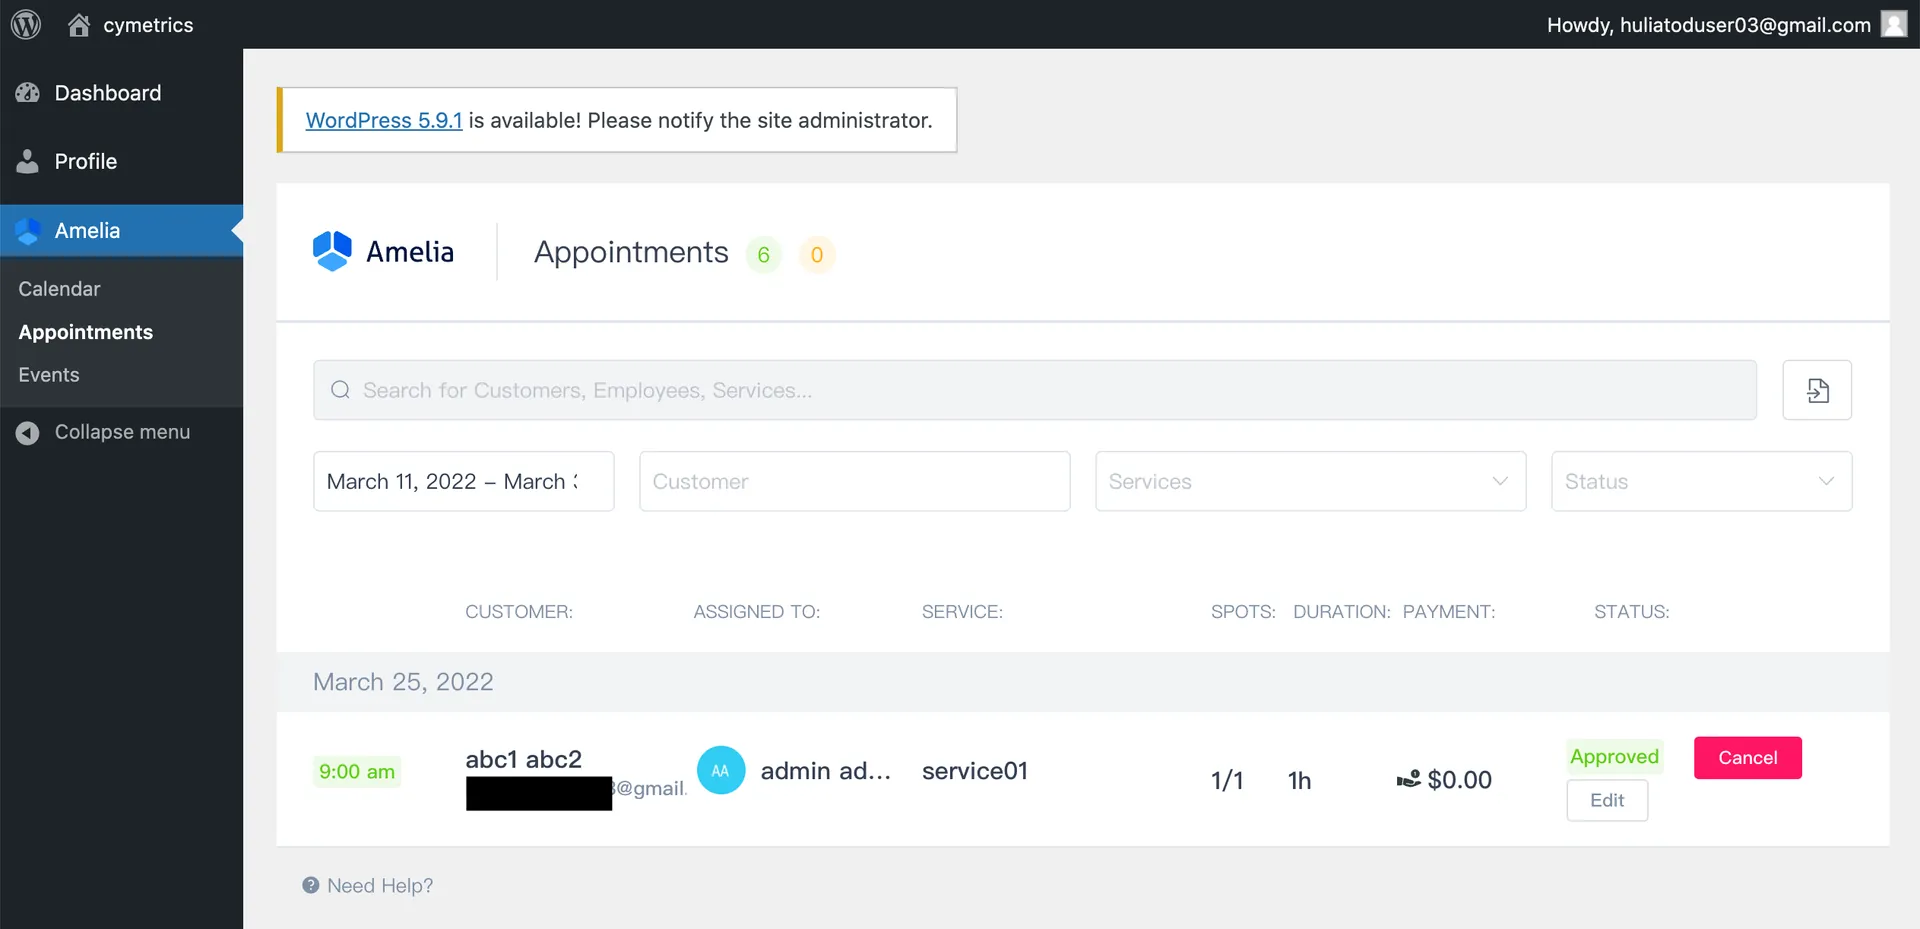 cymetrics
Howdy, huliatoduser03@gmail.com
Dashboard
Profile
Amelia
Calendar
Appointments
Events
Collapse menu
WordPress 5.9.1 is available! Please notify the site administrator.
Amelia
Appointments 6 0
Search for Customers, Employees, Services...
March 11, 2022 – March
Customer
Services
Status
CUSTOMER: ASSIGNED TO: SERVICE: SPOTS: DURATION: PAYMENT: STATUS:
March 25, 2022
9:00 am
abc1 abc2
@gmail.
AA
admin ad...
service01
1/1
1h
$0.00
Approved
Edit
Cancel
Need Help?